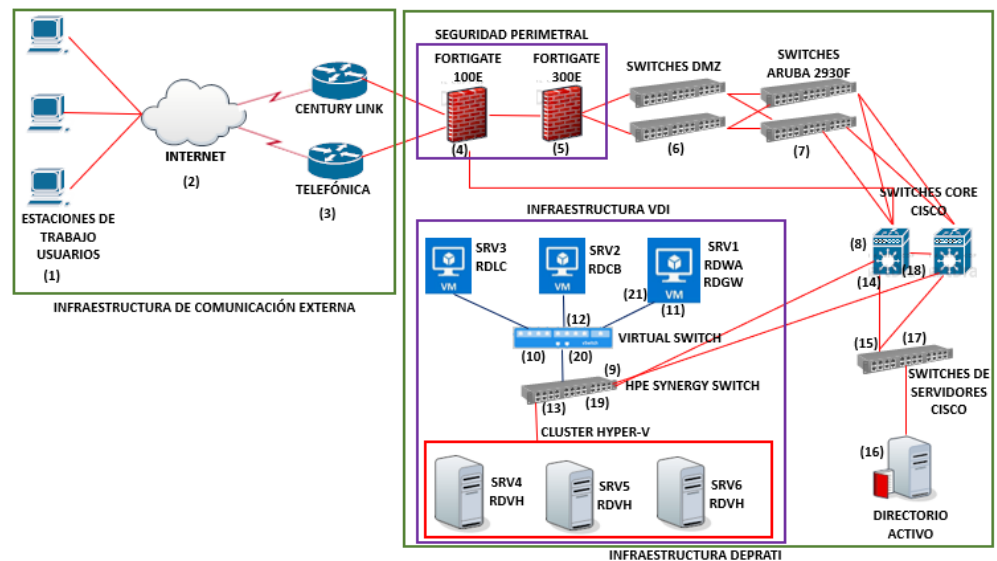 SEGURIDAD PERIMETRAL
FORTIGATE
100E
FORTIGATE
300E
SWITCHES DMZ
SWITCHES
ARUBA 2930F
CENTURY LINK
INTERNET
(2)
TELEFÓNICA
(3)
(4)
(5)
(6)
(7)
ESTACIONES DE
TRABAJO
USUARIOS
(1)
INFRAESTRUCTURA DE COMUNICACIÓN EXTERNA
SWITCHES CORE
CISCO
(8)
(18)
(14)
INFRAESTRUCTURA VDI
SRV3
RDLC
VM
SRV2
RDCB
VM
SRV1
RDWA
RDGW
VM
(21)
(11)
(12)
VIRTUAL SWITCH
(10)
(20)
(9)
HPE SYNERGY SWITCH
(13)
(19)
(15)
(17)
SWITCHES DE
SERVIDORES
CISCO
CLUSTER HYPER-V
SRV4
RDVH
SRV5
RDVH
SRV6
RDVH
(16)
DIRECTORIO
ACTIVO
INFRAESTRUCTURA DEPRATI